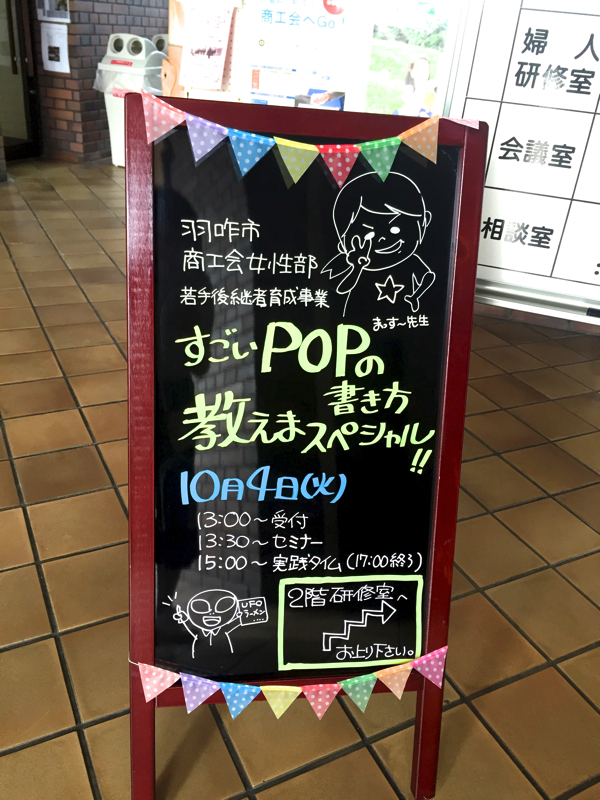 商工会へGo!
婦人
研修室
会議室
相談室
羽咋市
商工会女性部
若手後継者育成事業
まっす〜先生
すごいPOPの
書き方
教えまスペシャル!!
10月4日(火)
13:00〜受付
13:30〜セミナー
15:00〜実践タイム(17:00終了)
UFO
ラーメン
2階研修室へ
お上り下さい。